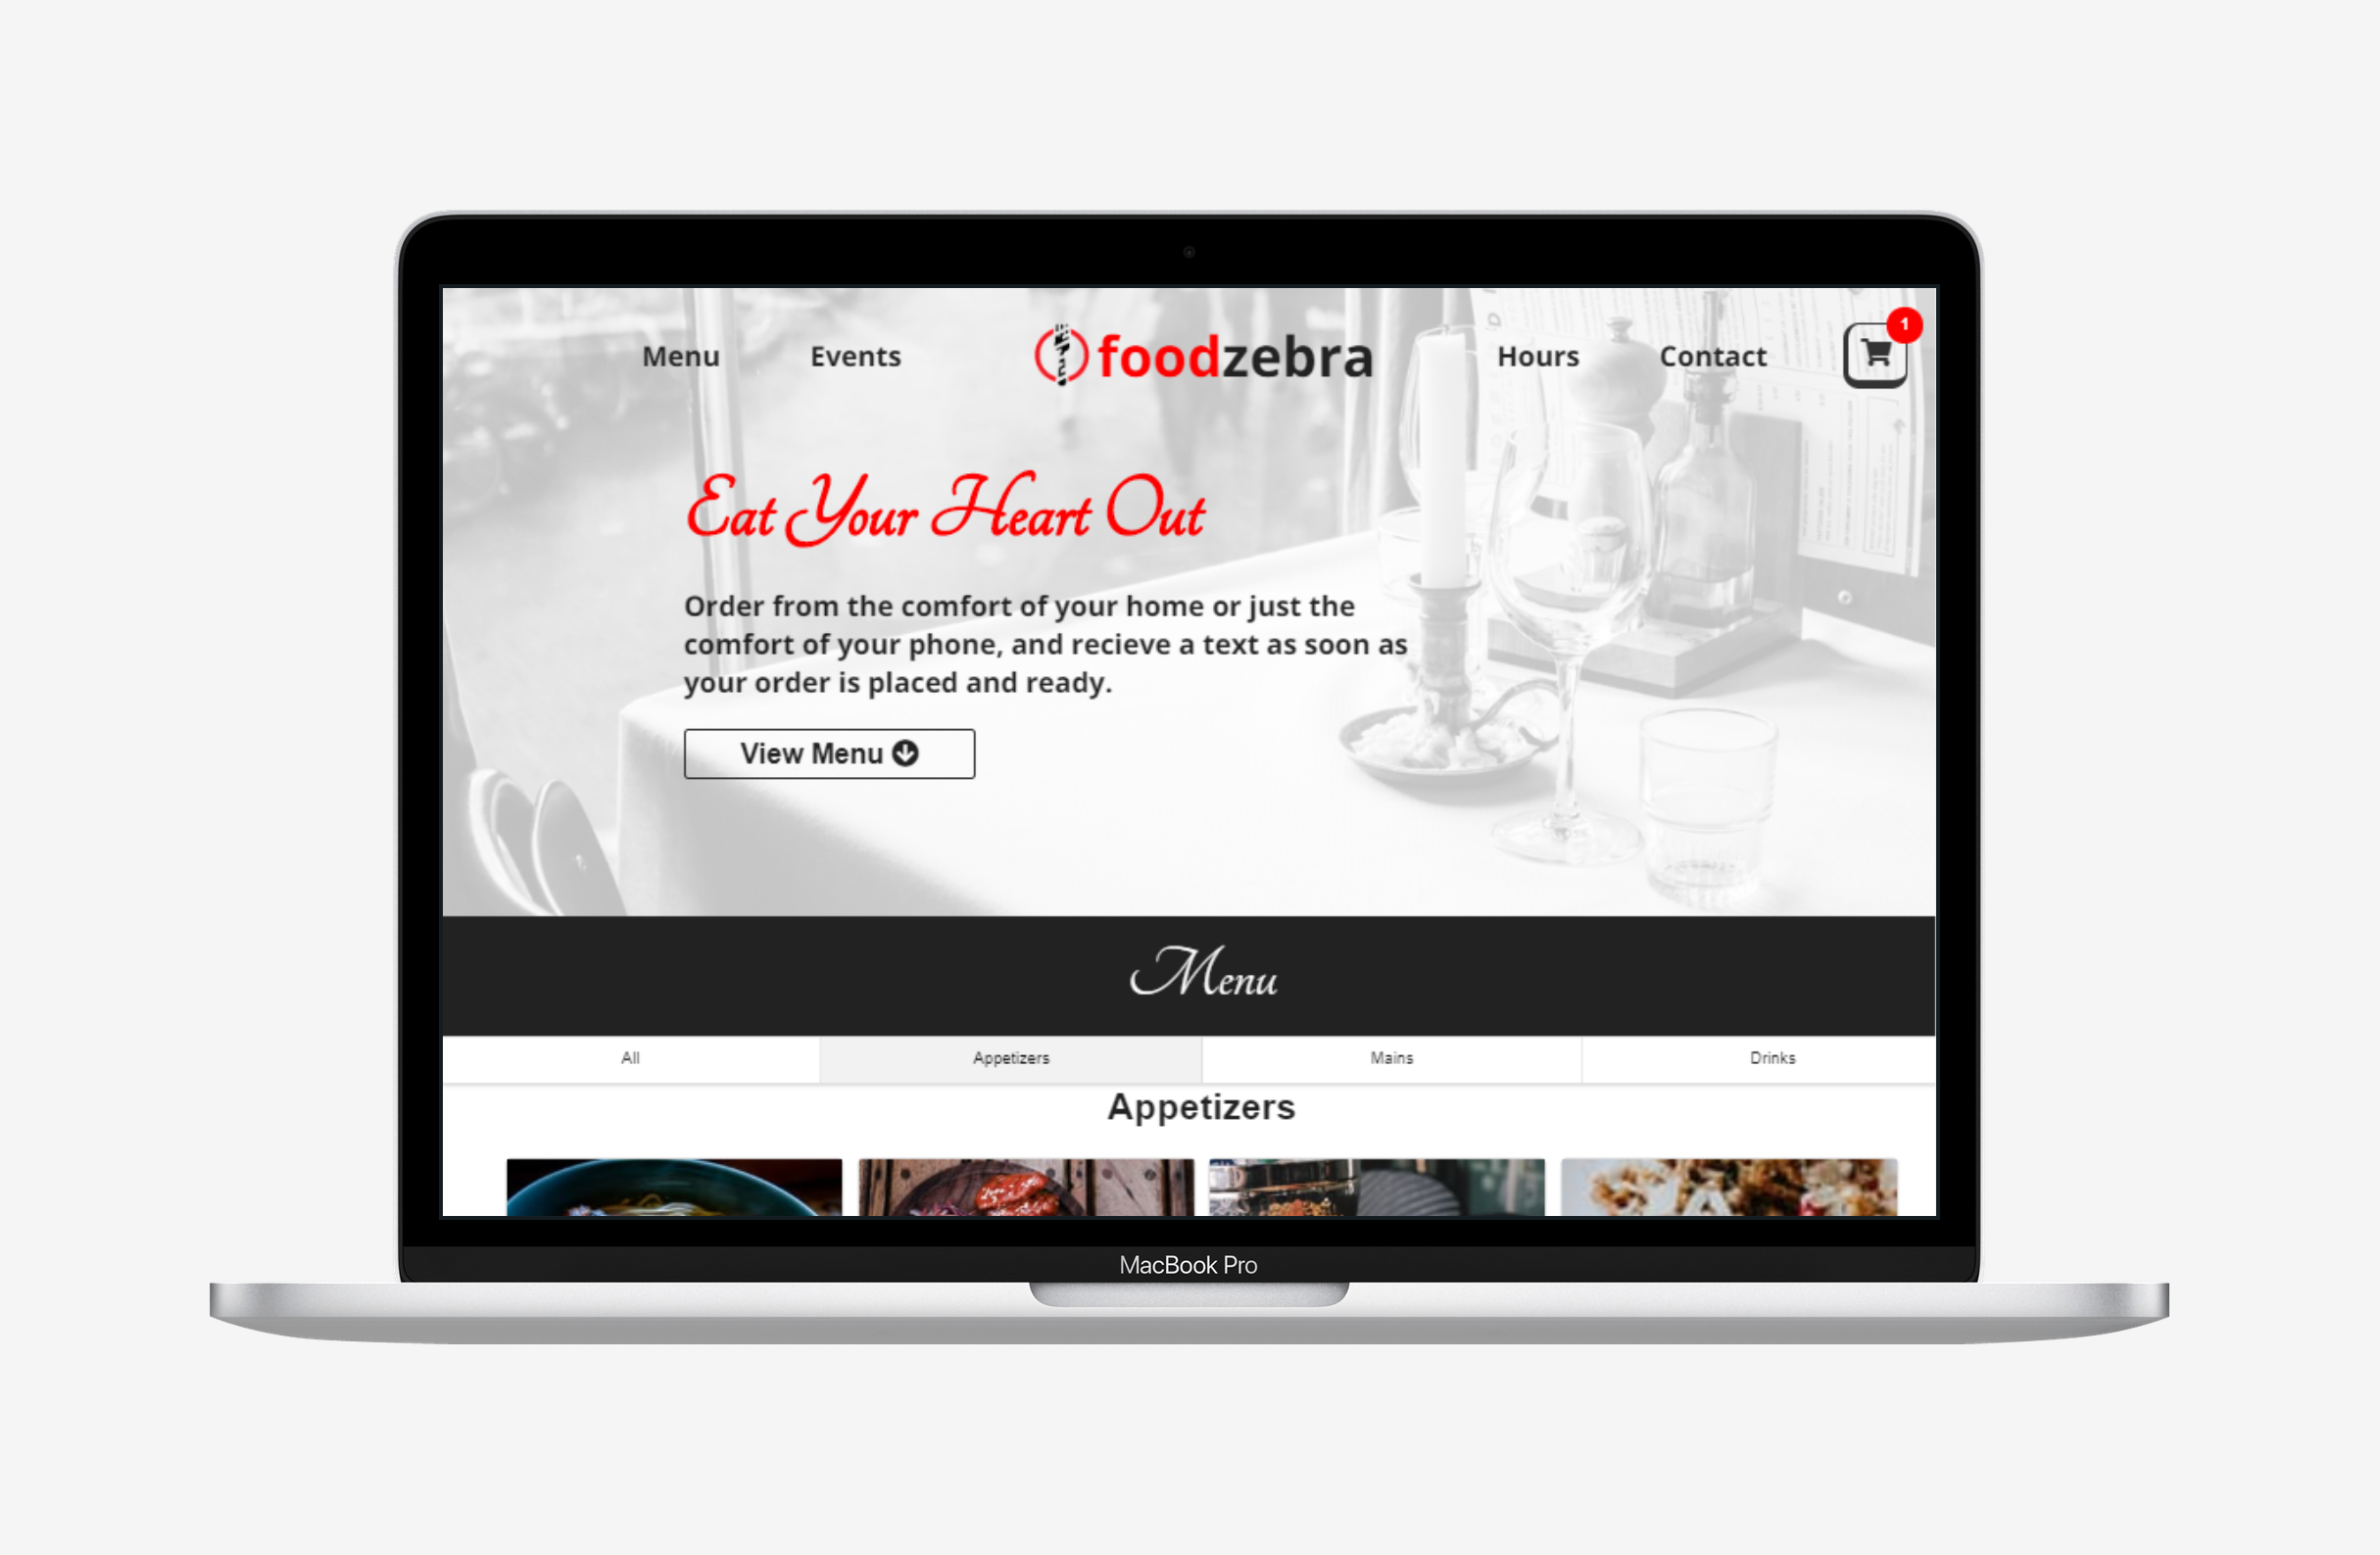 Menu Events foodzebra Hours Contact 1
Eat Your Heart Out
Order from the comfort of your home or just the
comfort of your phone, and recieve a text as soon as
your order is placed and ready.
View Menu
Menu
All Appetizers Mains Drinks
Appetizers
MacBook Pro